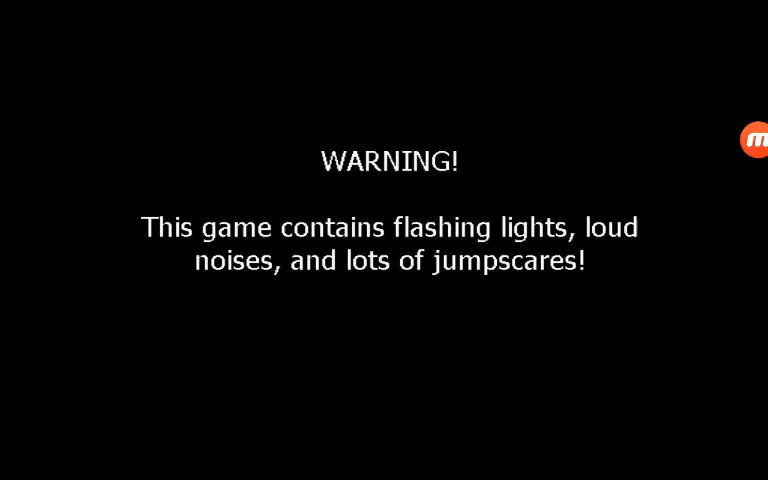 WARNING!
This game contains flashing lights, loud
noises, and lots of jumpscares!
m